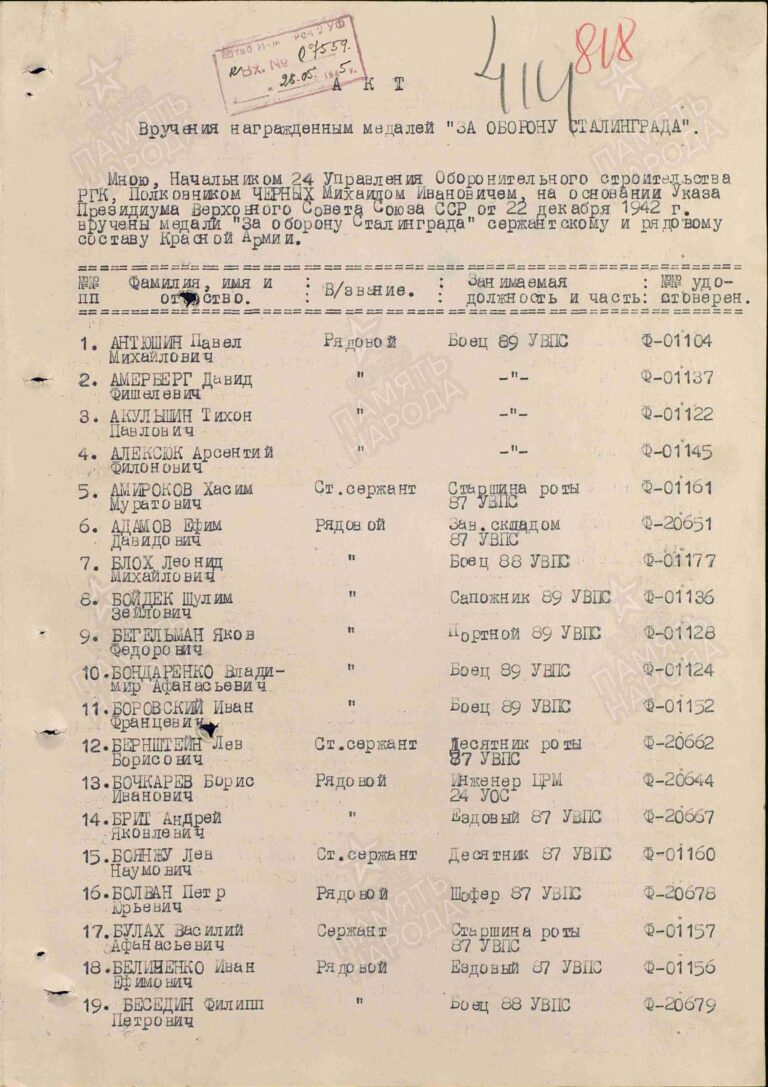 Вх. № 07559.
" 26.05. 1945 г.
414
818
А К Т
Вручения награжденным медалей "ЗА ОБОРОНУ СТАЛИНГРАДА".
Мною, Начальником 24 Управления Оборонительного строительства
РГК, Полковником ЧЕРНЫХ Михаилом Ивановичем, на основании Указа
Президиума Верховного Совета Союза ССР от 22 декабря 1942 г.
вручены медали "За оборону Сталинграда" сержантскому и рядовому
составу Красной Армии.
№№ Фамилия, имя и : В/звание. : Занимаемая : №№ удо-
пп отчество. : : должность и часть: стоверен.
1. АНТЮШИН Павел Рядовой Боец 89 УВПС Ф-01104
Михайлович
2. АМЕРБЕРГ Давид " -"- Ф-01137
Фишелевич
3. АКУЛЬШИН Тихон " -"- Ф-01122
Павлович
4. АЛЕКСЮК Арсентий " -"- Ф-01145
Филонович
5. АМИРОКОВ Хасим Ст.сержант Старшина роты Ф-01161
Муратович 87 УВПС
6. АДАМОВ Ефим Рядовой Зав.складом Ф-20651
Давидович 87 УВПС
7. БЛОХ Леонид " Боец 88 УВПС Ф-01177
Михайлович
8. БОЙДЕК Шулим " Сапожник 89 УВПС Ф-01136
Зейлович
9. БЕГЕЛЬМАН Яков " Портной 89 УВПС Ф-01128
Федорович
10.БОНДАРЕНКО Влади- " Боец 89 УВПС Ф-01124
мир Афанасьевич
11.БОРОВСКИЙ Иван " Боец 89 УВПС Ф-01152
Францевич
12.БЕРНШТЕЙН Лев Ст.сержант Десятник роты Ф-20662
Борисович 87 УВПС
13.БОЧКАРЕВ Борис Рядовой Инженер ЦРМ Ф-20644
Иванович 24 УОС
14.БРИТ Андрей " Ездовый 87 УВПС Ф-20667
Яковлевич
15.БОЯНЖУ Лев Ст.сержант Десятник 87 УВПС Ф-01160
Наумович
16.БОЛВАН Петр Рядовой Шофер 87 УВПС Ф-20678
Юрьевич
17.БУЛАХ Василий Сержант Старшина роты Ф-01157
Афанасьевич 87 УВПС
18.БЕЛИЧЕНКО Иван Рядовой Ездовый 87 УВПС Ф-01156
Ефимович
19. БЕСЕДИН Филипп " Боец 88 УВПС Ф-20679
Петрович
ПАМЯТЬ
НАРОДА